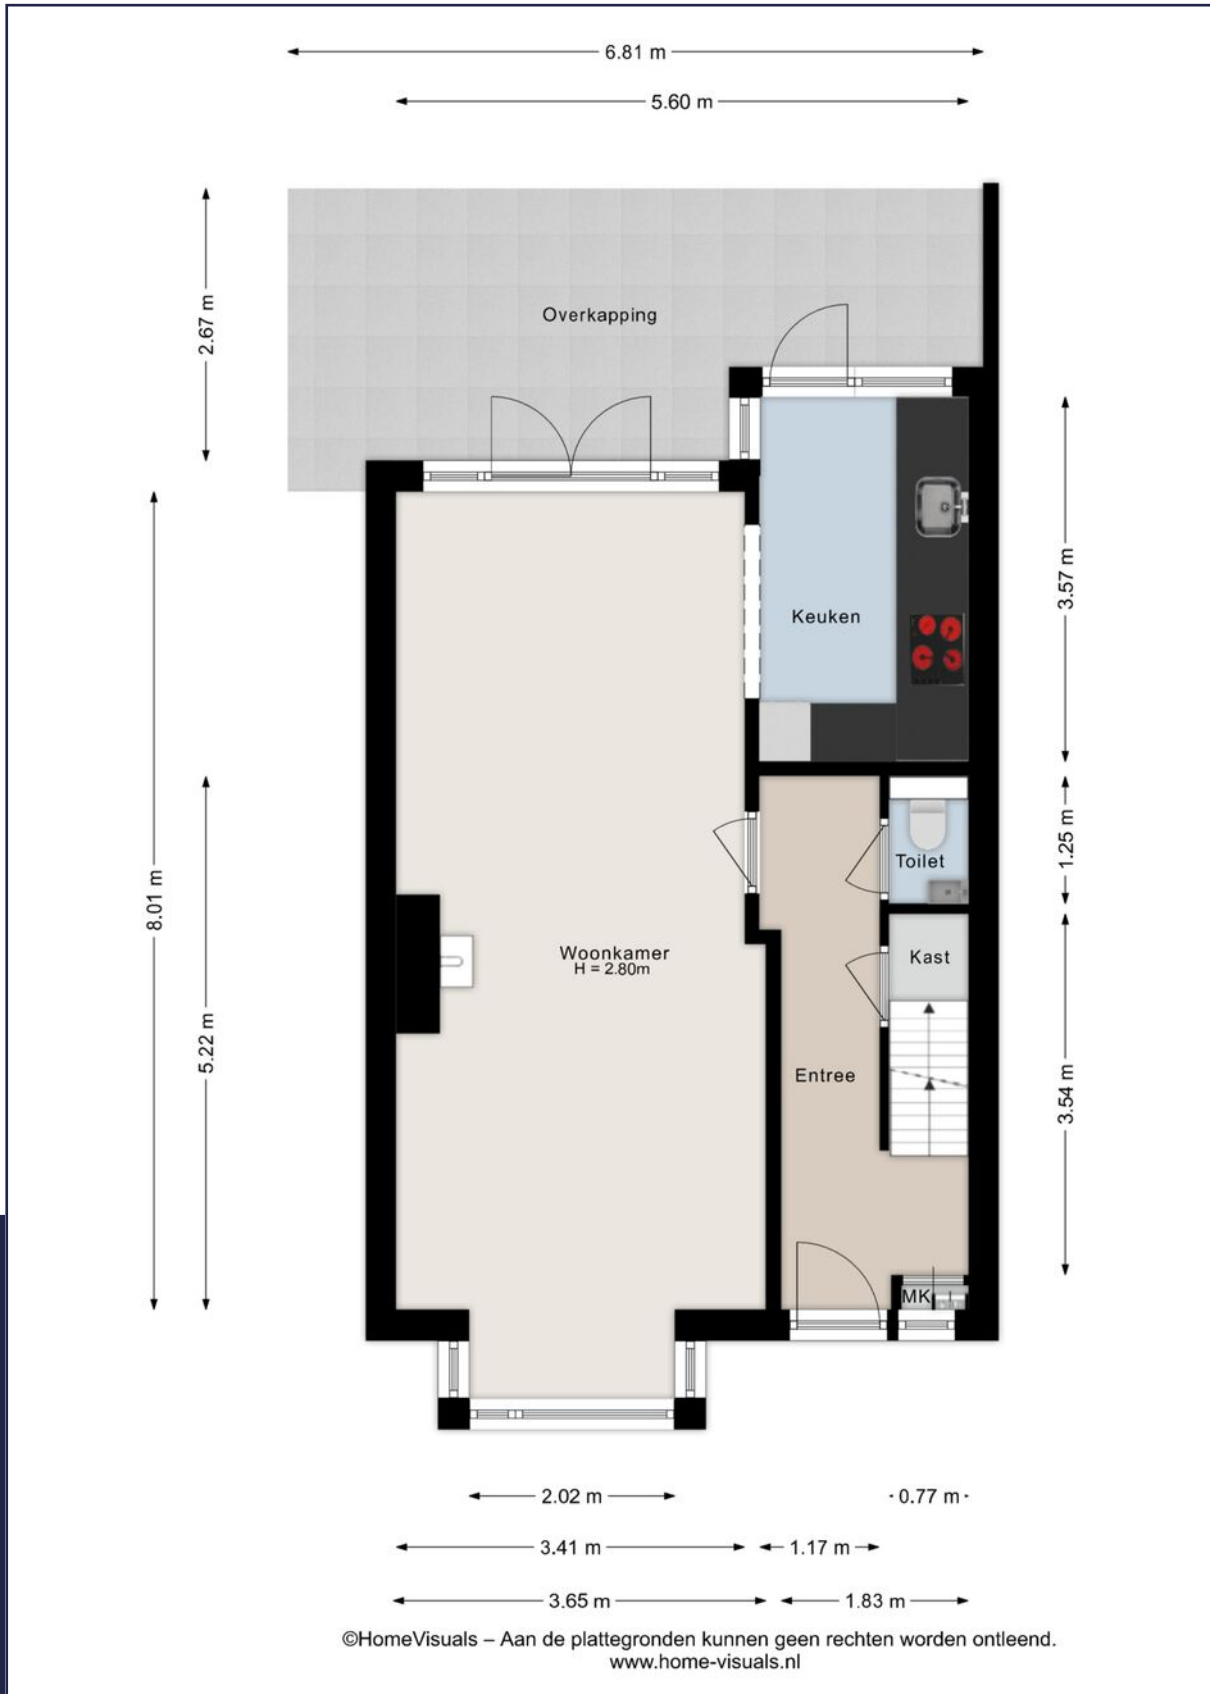 6.81 m
5.60 m
2.67 m
Overkapping
3.57 m
Keuken
8.01 m
5.22 m
1.25 m
Toilet
Woonkamer
H = 2.80m
Kast
Entree
3.54 m
MK
2.02 m
0.77 m
3.41 m
1.17 m
3.65 m
1.83 m
©HomeVisuals – Aan de plattegronden kunnen geen rechten worden ontleend.
www.home-visuals.nl